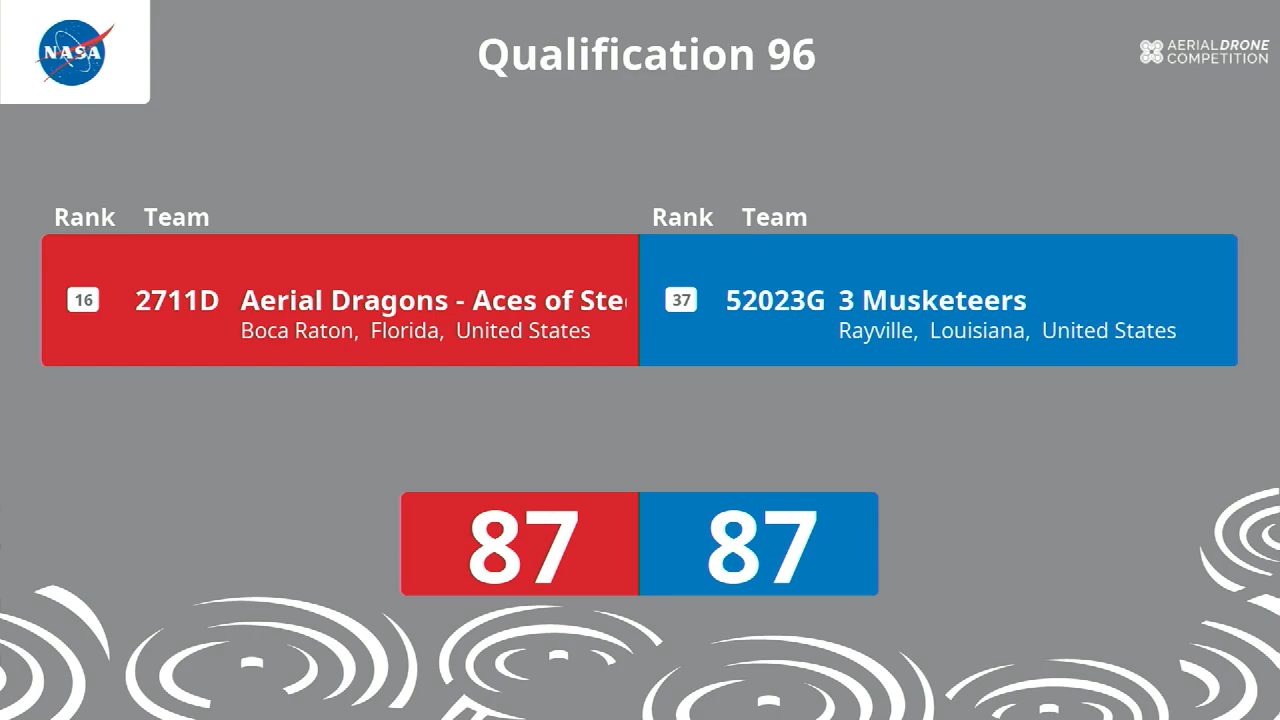 NASA
Qualification 96
AERIALDRONE
COMPETITION
Rank Team
16 2711D Aerial Dragons - Aces of
Boca Raton, Florida, United States
Rank Team
37 52023G 3 Musketeers
Rayville, Louisiana, United States
87 87